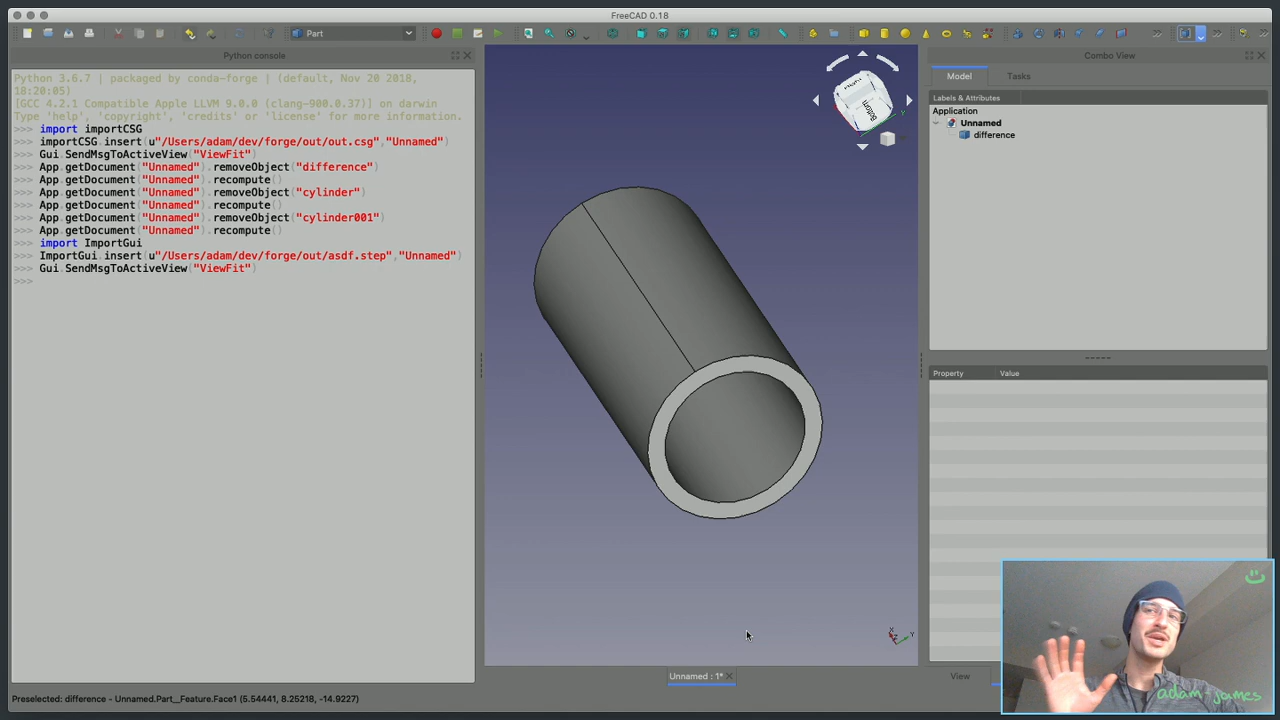 FreeCAD 0.18
Part
Python console
Combo View
Python 3.6.7 | packaged by conda-forge | (default, Nov 20 2018,
18:20:05)
[GCC 4.2.1 Compatible Apple LLVM 9.0.0 (clang-900.0.37)] on darwin
Type 'help', 'copyright', 'credits' or 'license' for more information.
>>> import importCSG
>>> importCSG.insert(u"/Users/adam/dev/forge/out/out.csg","Unnamed")
>>> Gui.SendMsgToActiveView("ViewFit")
>>> App.getDocument("Unnamed").removeObject("difference")
>>> App.getDocument("Unnamed").recompute()
>>> App.getDocument("Unnamed").removeObject("cylinder")
>>> App.getDocument("Unnamed").recompute()
>>> App.getDocument("Unnamed").removeObject("cylinder001")
>>> App.getDocument("Unnamed").recompute()
>>> import ImportGui
>>> ImportGui.insert(u"/Users/adam/dev/forge/out/asdf.step","Unnamed")
>>> Gui.SendMsgToActiveView("ViewFit")
>>>
Model
Tasks
Labels & Attributes
Application
Unnamed
difference
Property
Value
Unnamed : 1*
View
adam-james
Preselected: difference - Unnamed.Part__Feature.Face1 (5.54441, 8.25218, -14.9227)